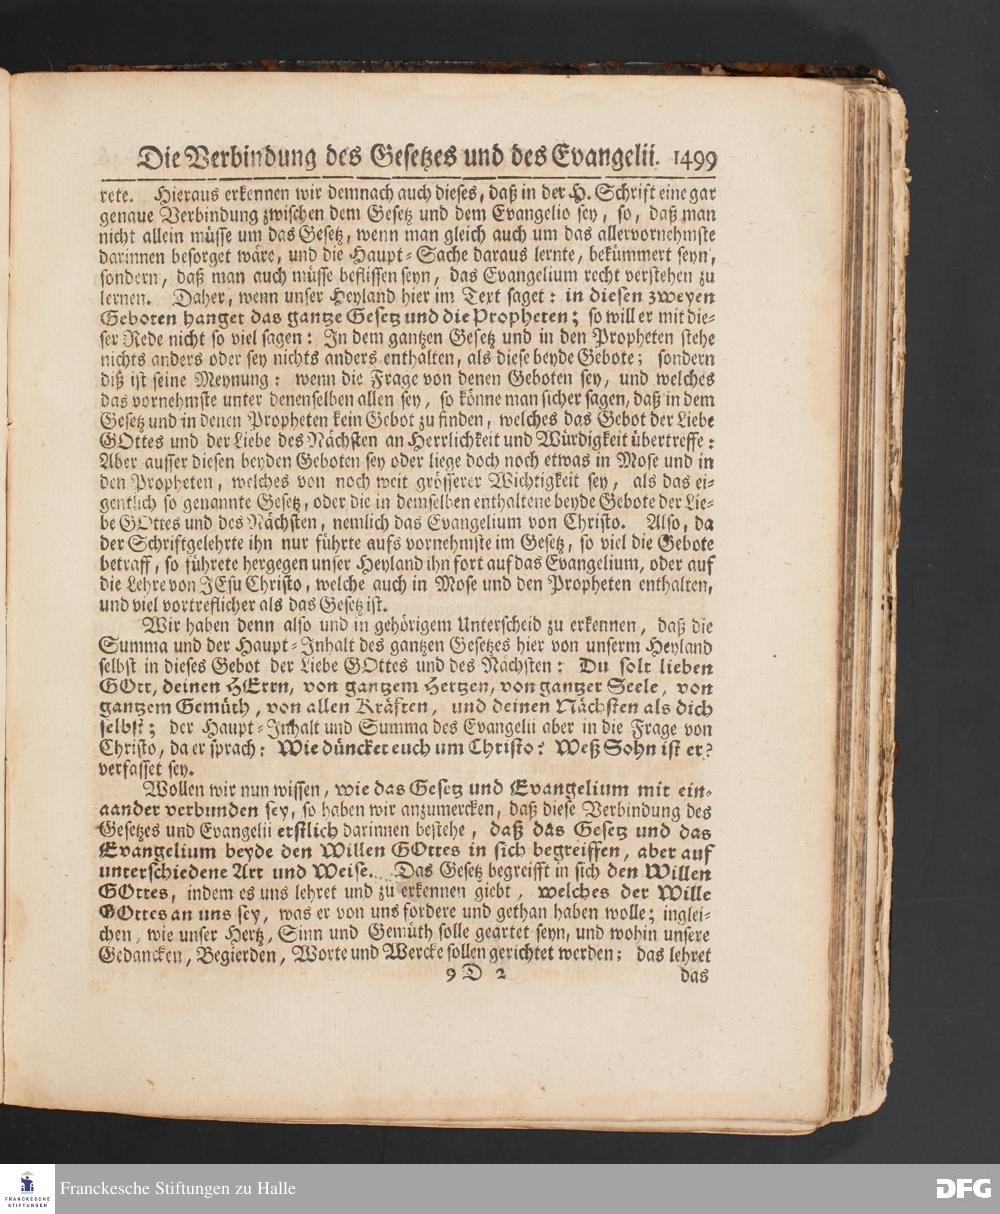 Die Verbindung des Gesetzes und des Evangelii. 1499
rete. Hieraus erkennen wir demnach auch dieses, daß in der H. Schrift eine gar
genaue Verbindung zwischen dem Gesetz und dem Evangelio sey, so, daß man
nicht allein müsse um das Gesetz, wenn man gleich auch um das allervornehmste
darinnen besorget wäre, und die Haupt-Sache daraus lernte, bekümmert seyn,
sondern, daß man auch müsse beflissen seyn, das Evangelium recht verstehen zu
lernen. Daher, wenn unser Heyland hier im Text saget: in diesen zweyen
Geboten hanget das gantze Gesetz und die Propheten; so will er mit die-
ser Rede nicht so viel sagen: In dem gantzen Gesetz und in den Propheten stehe
nichts anders oder sey nichts anders enthalten, als diese beyde Gebote; sondern
diß ist seine Meynung: wenn die Frage von denen Geboten sey, und welches
das vornehmste unter denenselben allen sey, so könne man sicher sagen, daß in dem
Gesetz und in denen Propheten kein Gebot zu finden, welches das Gebot der Liebe
GOttes und der Liebe des Nächsten an Herrlichkeit und Würdigkeit übertreffe:
Aber ausser diesen beyden Geboten sey oder liege doch noch etwas in Mose und in
den Propheten, welches von noch weit grösserer Wichtigkeit sey, als das ei-
gentlich so genannte Gesetz, oder die in demselben enthaltene beyde Gebote der Lie-
be GOttes und des Nächsten, nemlich das Evangelium von Christo. Also, da
der Schriftgelehrte ihn nur führte aufs vornehmste im Gesetz, so viel die Gebote
betraff, so führete hergegen unser Heyland ihn fort auf das Evangelium, oder auf
die Lehre von JEsu Christo, welche auch in Mose und den Propheten enthalten,
und viel vortreflicher als das Gesetz ist.
Wir haben denn also und in gehörigem Unterscheid zu erkennen, daß die
Summa und der Haupt-Inhalt des gantzen Gesetzes hier von unserm Heyland
selbst in dieses Gebot der Liebe GOttes und des Nächsten: Du solt lieben
GOtt, deinen HErrn, von gantzem Hertzen, von gantzer Seele, von
gantzem Gemüth, von allen Kräften, und deinen Nächsten als dich
selbst; der Haupt-Inhalt und Summa des Evangelii aber in die Frage von
Christo, da er sprach: Wie düncket euch um Christo? Weß Sohn ist er?
verfasset sey.
Wollen wir nun wissen, wie das Gesetz und Evangelium mit ein-
aander verbunden sey, so haben wir anzumercken, daß diese Verbindung des
Gesetzes und Evangelii erstlich darinnen bestehe, daß das Gesetz und das
Evangelium beyde den Willen GOttes in sich begreiffen, aber auf
unterschiedene Art und Weise. Das Gesetz begreifft in sich den Willen
GOttes, indem es uns lehret und zu erkennen giebt, welches der Wille
GOttes an uns sey, was er von uns fordere und gethan haben wolle; inglei-
chen, wie unser Hertz, Sinn und Gemüth solle geartet seyn, und wohin unsere
Gedancken, Begierden, Worte und Wercke sollen gerichtet werden; das lehret
9 D 2 das
FRANCKESCHE
STIFTUNGEN
Franckesche Stiftungen zu Halle
DFG